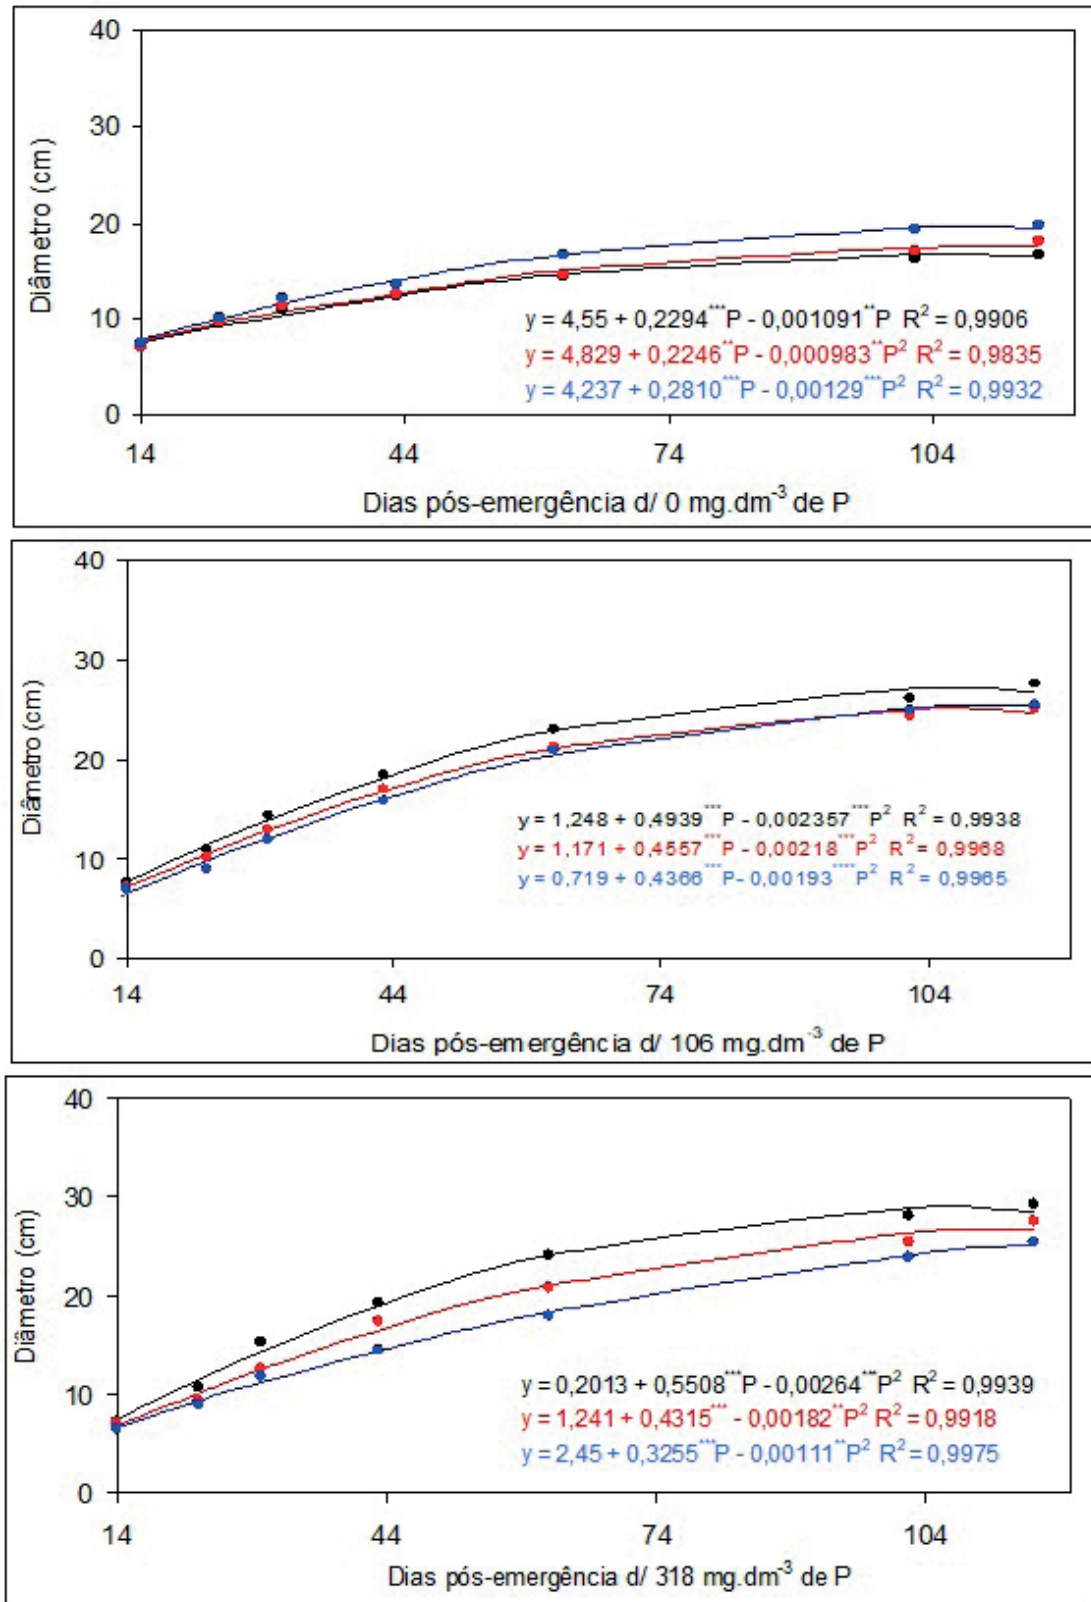 40
30
20
10
0
Diâmetro (cm)
y = 4,55 + 0,2294***P - 0,001091**P R² = 0,9906
y = 4,829 + 0,2246**P - 0,000983**P² R² = 0,9835
y = 4,237 + 0,2810***P - 0,00129***P² R² = 0,9932
14 44 74 104
Dias pós-emergência d/ 0 mg.dm⁻³ de P
40
30
20
10
0
Diâmetro (cm)
y = 1,248 + 0,4939***P - 0,002357***P² R² = 0,9938
y = 1,171 + 0,4557***P - 0,00218***P² R² = 0,9968
y = 0,719 + 0,4366***P- 0,00193****P² R² = 0,9965
14 44 74 104
Dias pós-emergência d/ 106 mg.dm⁻³ de P
40
30
20
10
0
Diâmetro (cm)
y = 0,2013 + 0,5508***P - 0,00264***P² R² = 0,9939
y = 1,241 + 0,4315*** - 0,00182**P² R² = 0,9918
y = 2,45 + 0,3255***P - 0,00111**P² R² = 0,9975
14 44 74 104
Dias pós-emergência d/ 318 mg.dm⁻³ de P